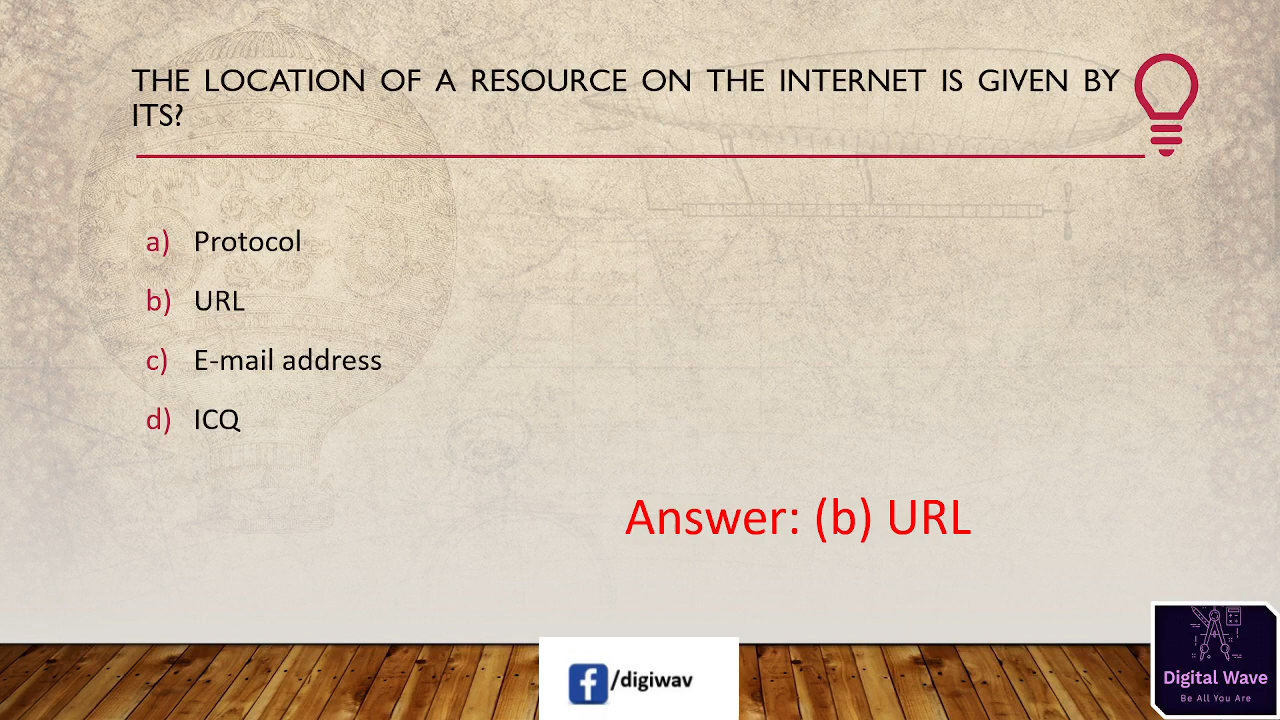 THE LOCATION OF A RESOURCE ON THE INTERNET IS GIVEN BY
ITS?
a) Protocol
b) URL
c) E-mail address
d) ICQ
Answer: (b) URL
f/digiwav
Digital Wave
Be All You Are